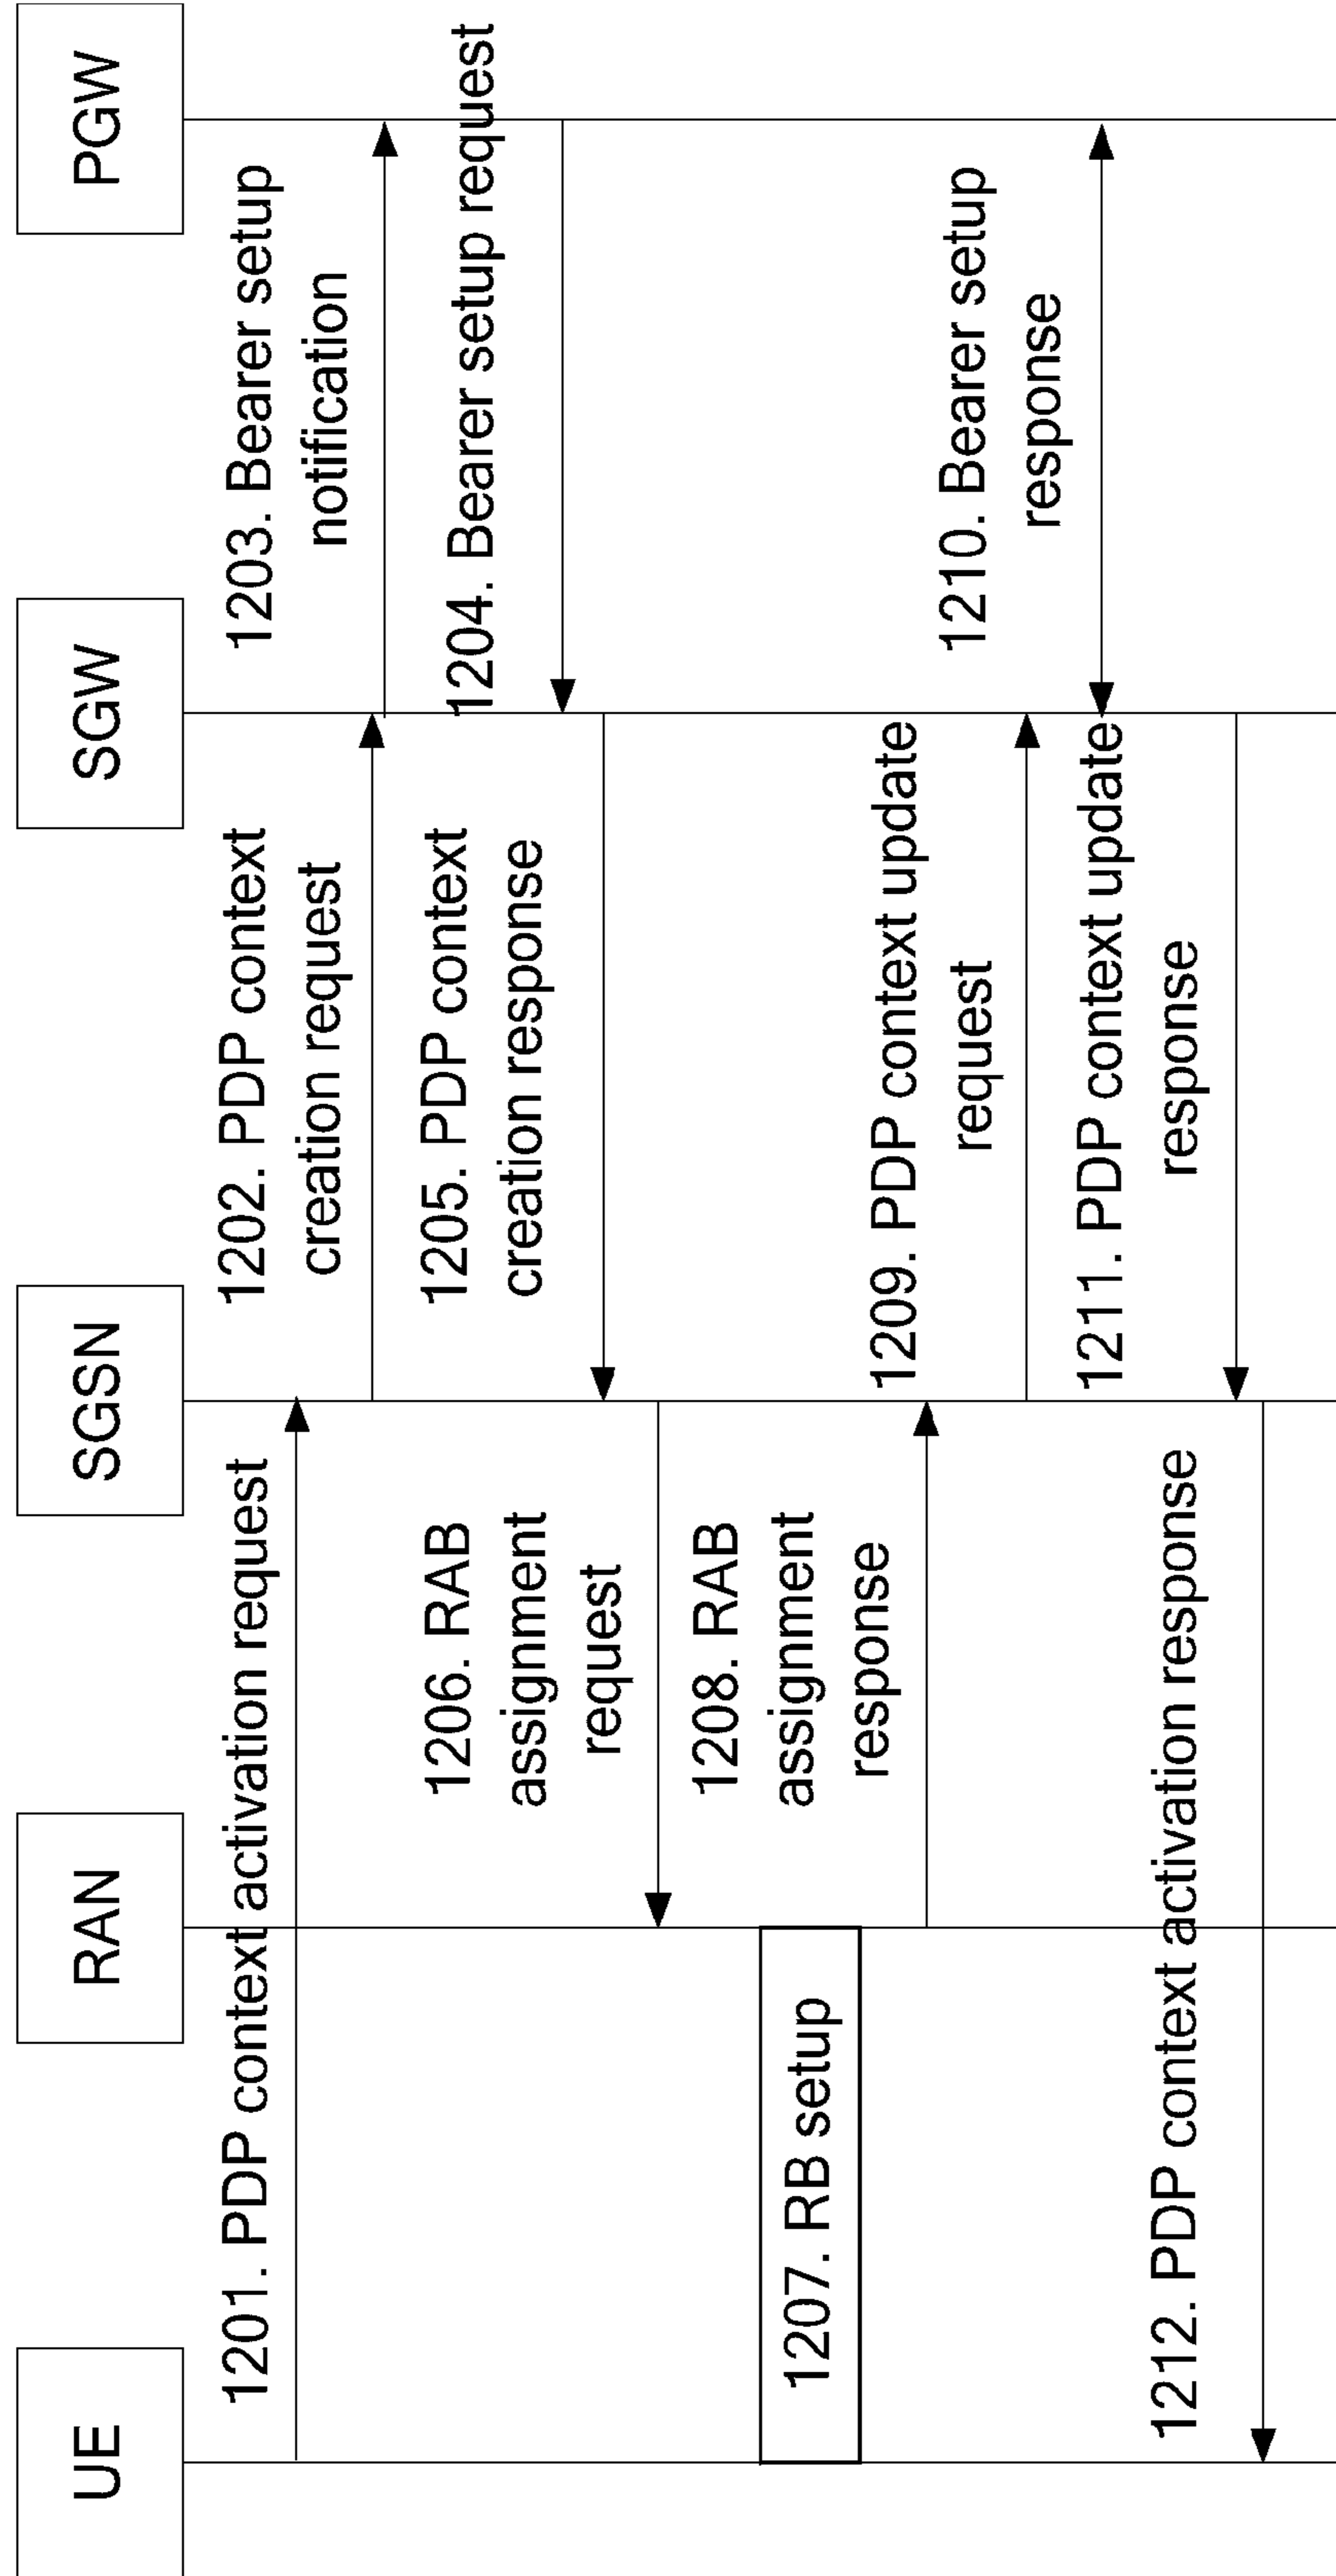 UE
RAN
SGSN
SGW
PGW
1201. PDP context activation request
1202. PDP context
creation request
1203. Bearer setup
notification
1204. Bearer setup request
1205. PDP context
creation response
1206. RAB
assignment
request
1207. RB setup
1208. RAB
assignment
response
1209. PDP context update
request
1210. Bearer setup
response
1211. PDP context update
response
1212. PDP context activation response